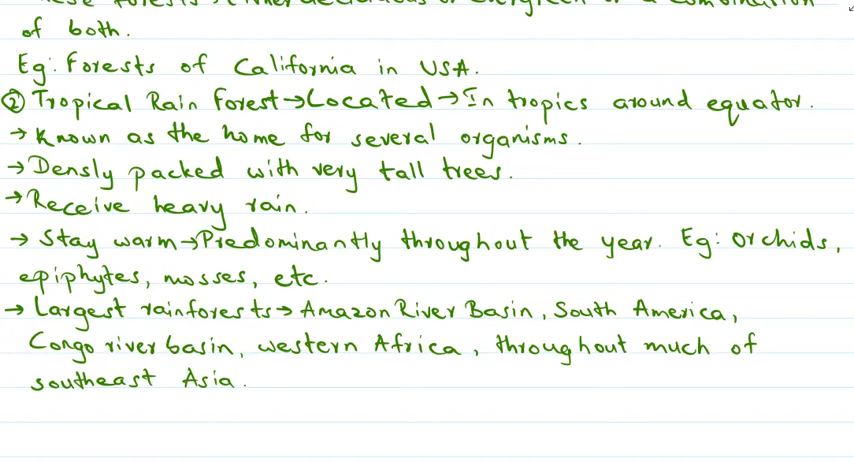 of both.
Eg: Forests of California in USA.
② Tropical Rain Forest → Located → In tropics around equator.
→ Known as the home for several organisms.
→ Densly packed with very tall trees.
→ Receive heavy rain.
→ Stay warm → Predominantly throughout the year. Eg: Orchids,
epiphytes, mosses, etc.
→ Largest rainforests → Amazon River Basin, South America,
Congo river basin, western Africa, throughout much of
southeast Asia.